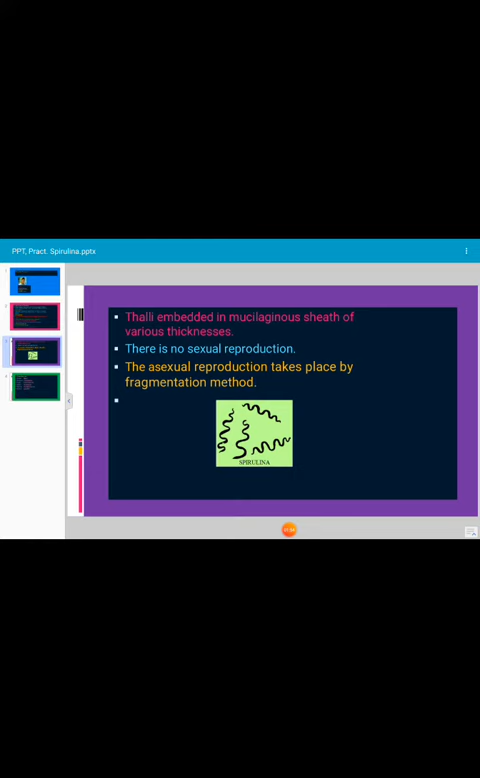 PPT, Pract. Spirulina.pptx
Thalli embedded in mucilaginous sheath of
various thicknesses.
There is no sexual reproduction.
The asexual reproduction takes place by
fragmentation method.
SPIRULINA